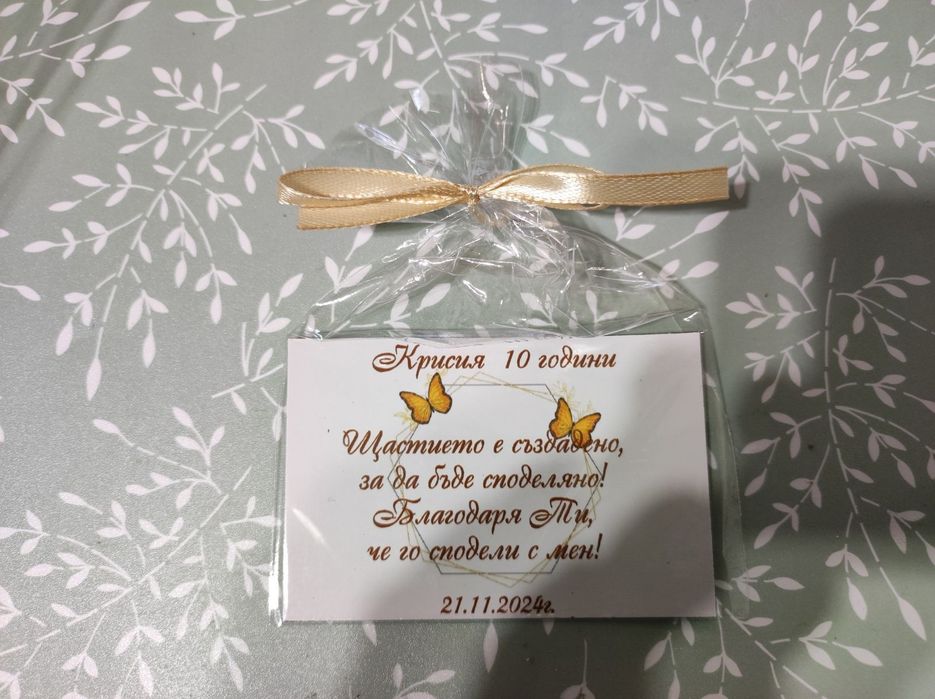 Крисия 10 години
Щастието е създадено,
за да бъде споделяно!
Благодаря Ти,
че го сподели с мен!
21.11.2024г.